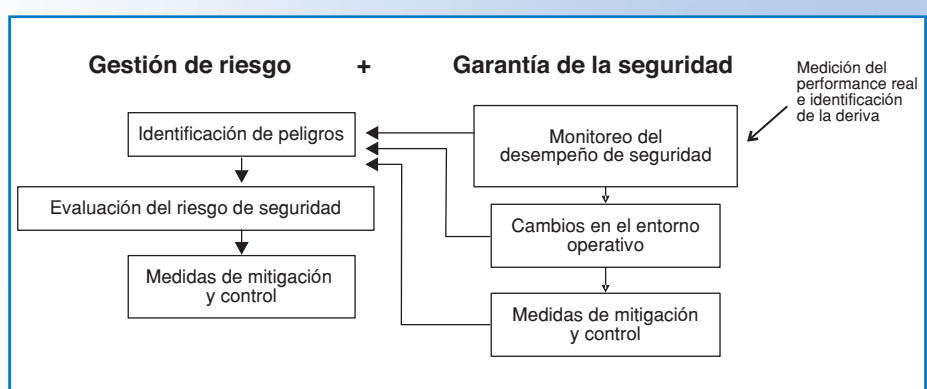 Gestión de riesgo + Garantía de la seguridad
Medición del
performance real
e identificación
de la deriva
Identificación de peligros
Evaluación del riesgo de seguridad
Medidas de mitigación
y control
Monitoreo del
desempeño de seguridad
Cambios en el entorno
operativo
Medidas de mitigación
y control